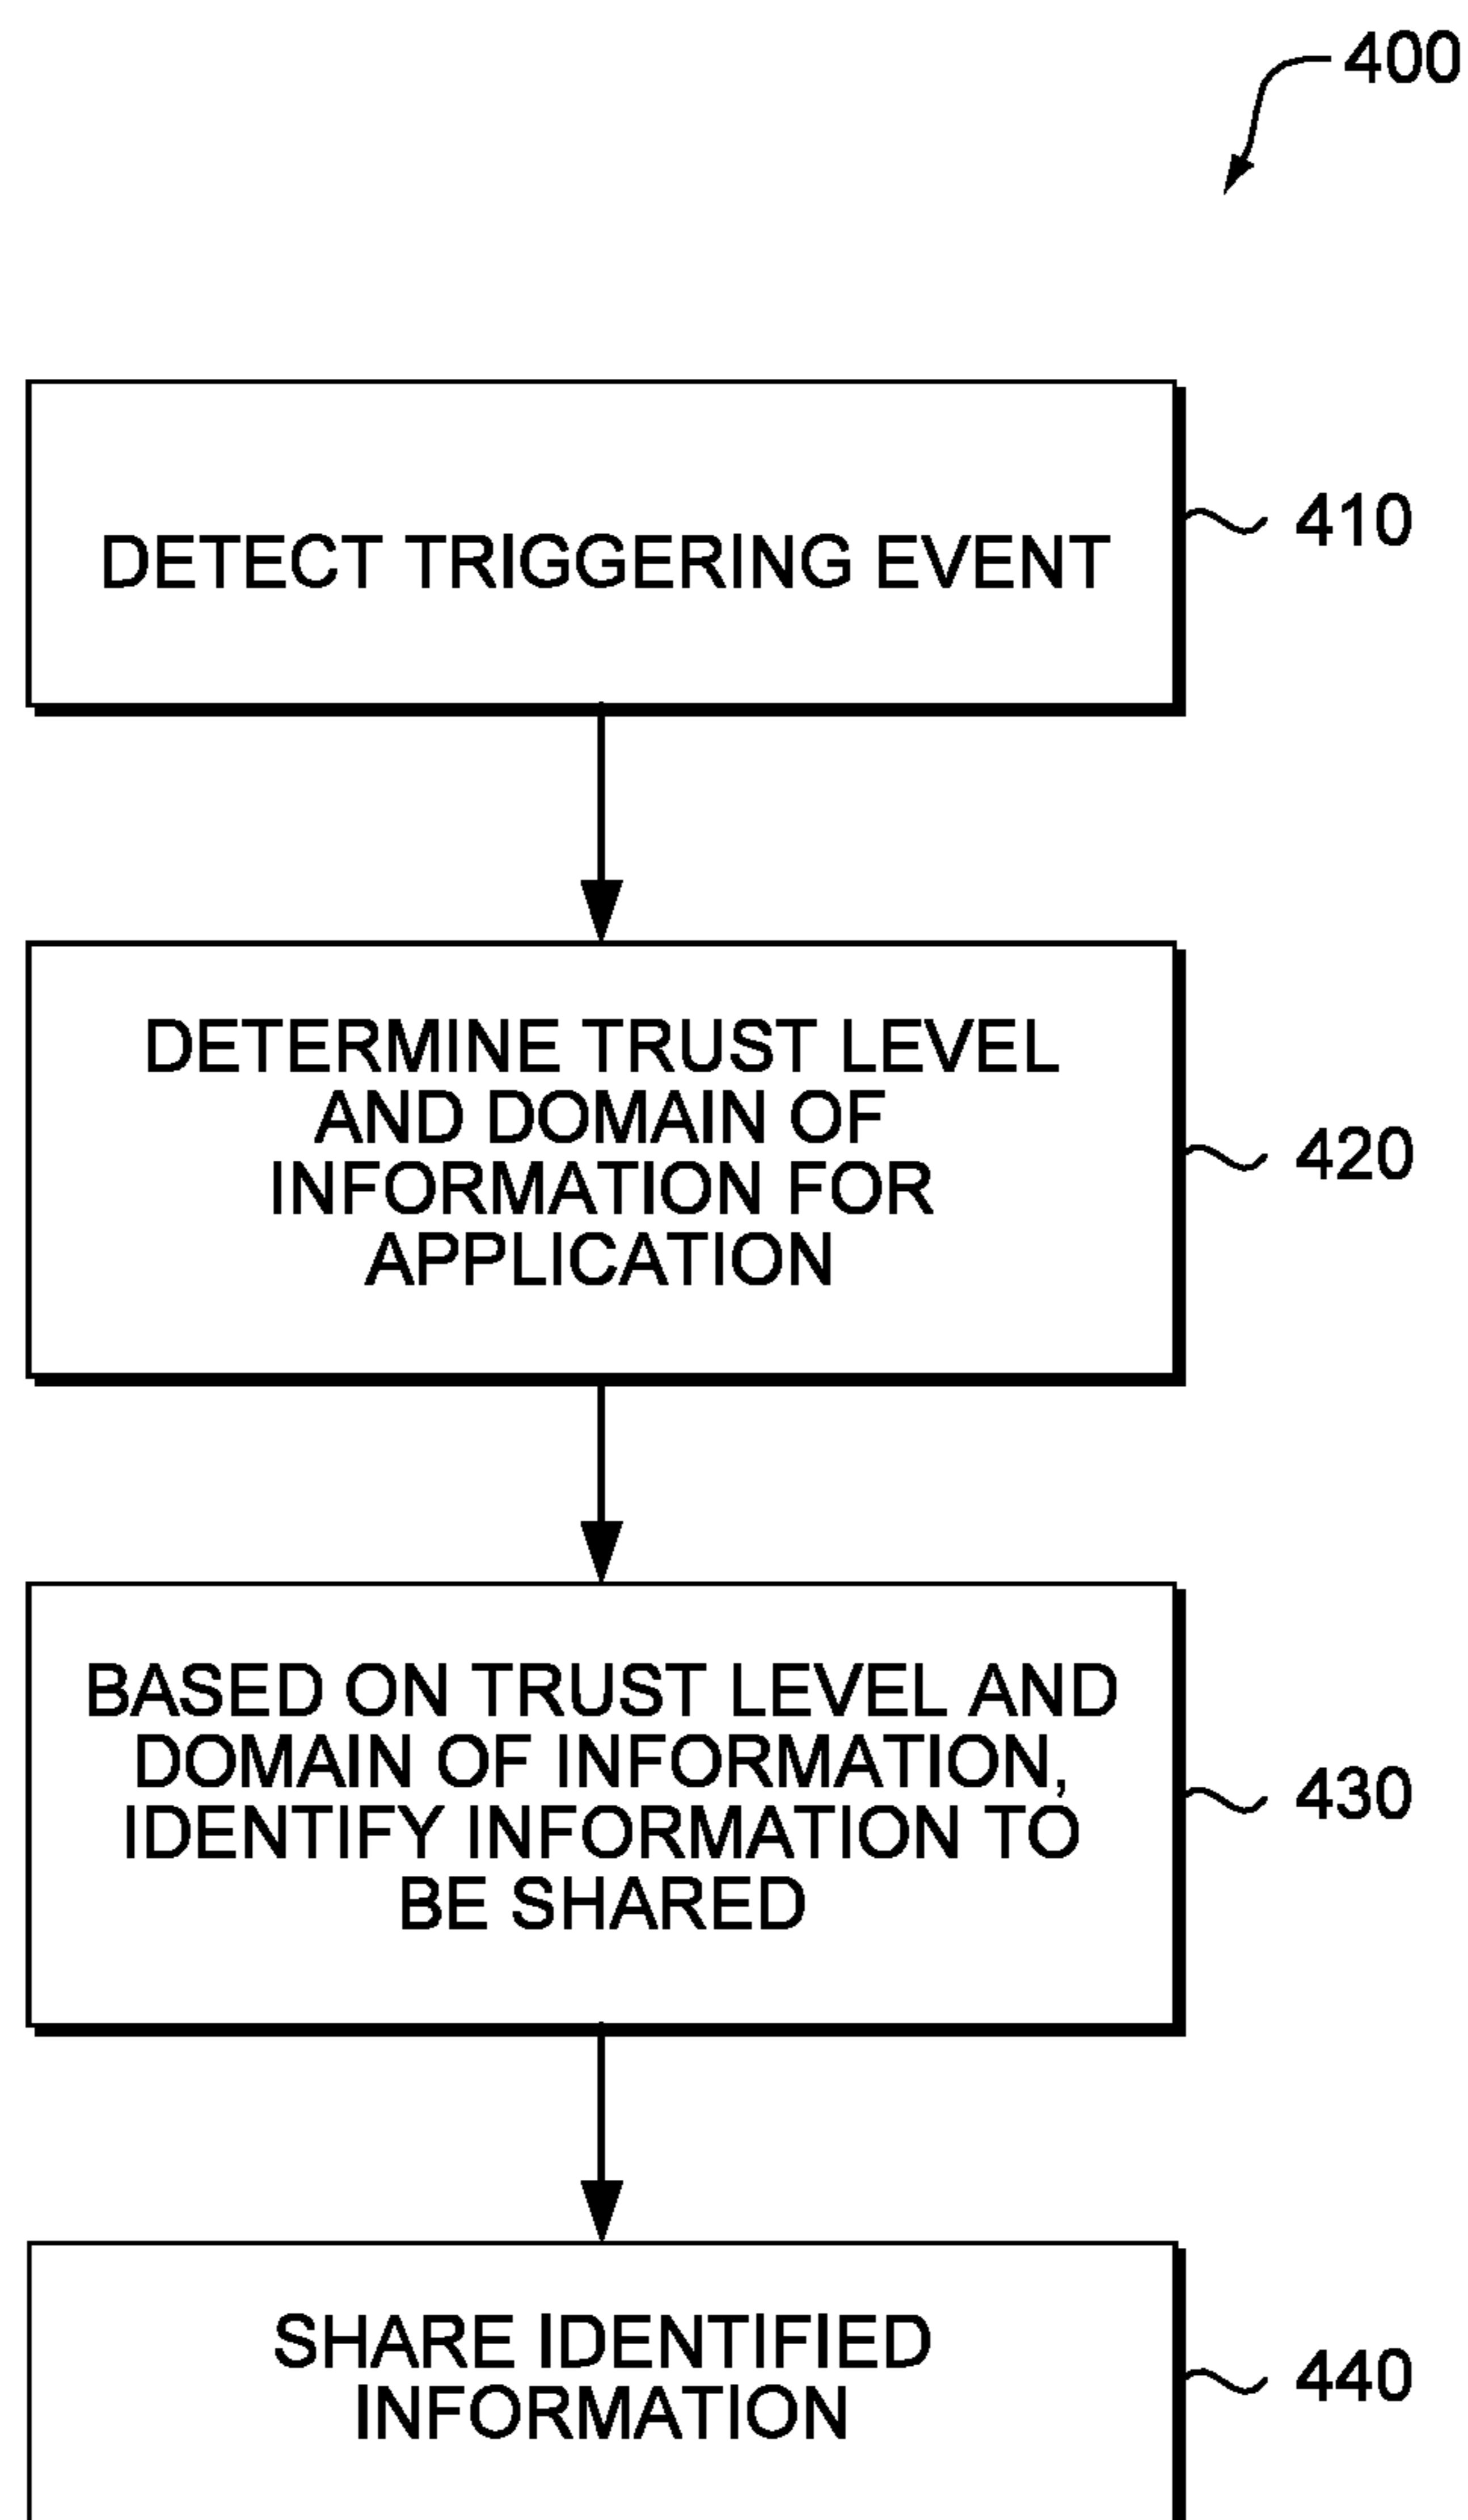 400
DETECT TRIGGERING EVENT
410
DETERMINE TRUST LEVEL
AND DOMAIN OF
INFORMATION FOR
APPLICATION
420
BASED ON TRUST LEVEL AND
DOMAIN OF INFORMATION,
IDENTIFY INFORMATION TO
BE SHARED
430
SHARE IDENTIFIED
INFORMATION
440